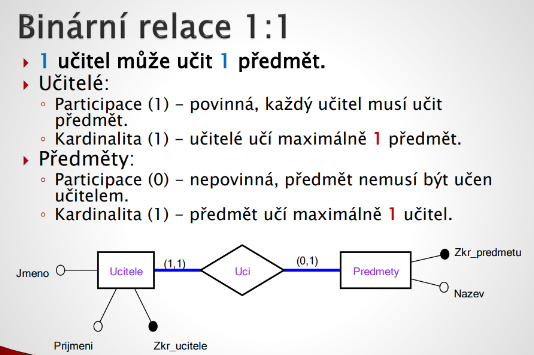 Binární relace 1:1
1 učitel může učit 1 předmět.
Učitelé:
Participace (1) – povinná, každý učitel musí učit
předmět.
Kardinalita (1) – učitelé učí maximálně 1 předmět.
Předměty:
Participace (0) – nepovinná, předmět nemusí být učen
učitelem.
Kardinalita (1) – předmět učí maximálně 1 učitel.
Jmeno
Ucitele
(1,1)
Uci
(0,1)
Predmety
Zkr_predmetu
Nazev
Prijmeni
Zkr_ucitele